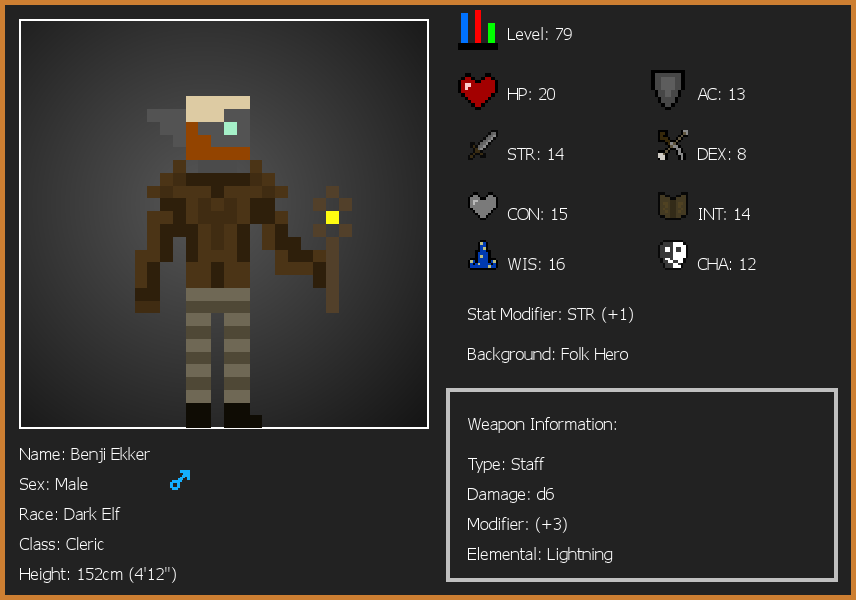 Level: 79
HP: 20
AC: 13
STR: 14
DEX: 8
CON: 15
INT: 14
WIS: 16
CHA: 12
Stat Modifier: STR (+1)
Background: Folk Hero
Weapon Information:
Type: Staff
Damage: d6
Modifier: (+3)
Elemental: Lightning
Name: Benji Ekker
Sex: Male
Race: Dark Elf
Class: Cleric
Height: 152cm (4'12")